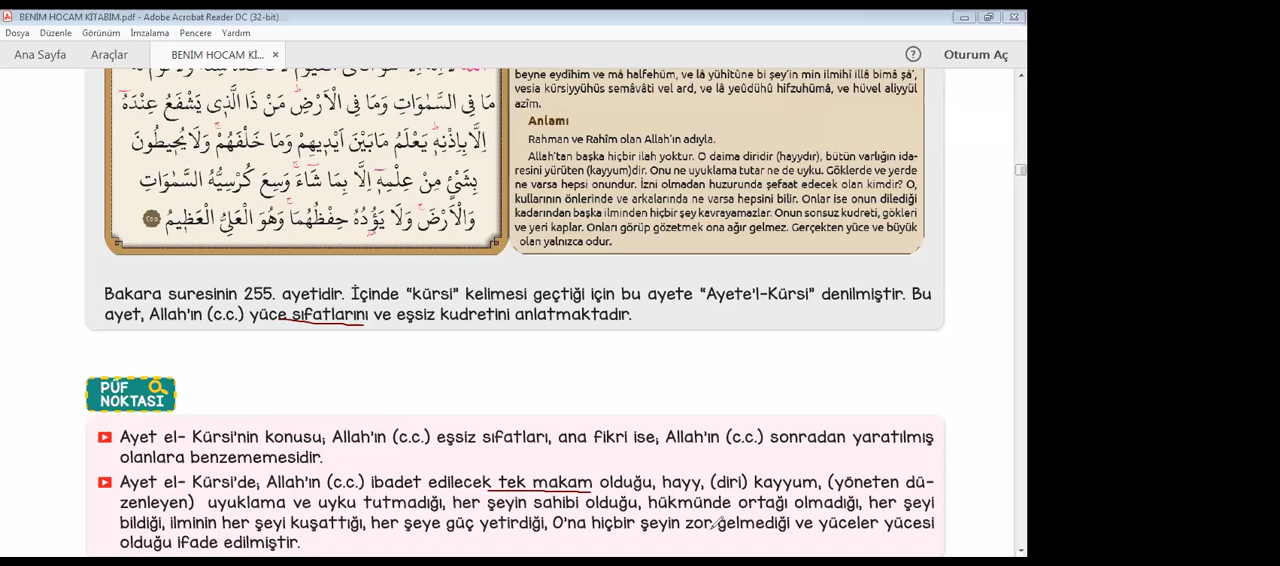 BENIM HOCAM KITABIM.pdf - Adobe Acrobat Reader DC (32-bit)
Dosya Düzenle Görünüm İmzalama Pencere Yardım
Ana Sayfa Araçlar BENİM HOCAM Kİ... × ? Oturum Aç
مَا فِي السَّمٰوَاتِ وَمَا فِي الْاَرْضِۜ مَنْ ذَا الَّذٖي يَشْفَعُ عِنْدَهُٓ
اِلَّا بِاِذْنِهٖۜ يَعْلَمُ مَا بَيْنَ اَيْدٖيهِمْ وَمَا خَلْفَهُمْۚ وَلَا يُحٖيطُونَ
بِشَيْءٍ مِنْ عِلْمِهٖٓ اِلَّا بِمَا شَٓاءَۚ وَسِعَ كُرْسِيُّهُ السَّمٰوَاتِ
وَالْاَرْضَۚ وَلَا يَؤُ۫دُهُ حِفْظُهُمَاۚ وَهُوَ الْعَلِيُّ الْعَظٖيمُ ٢٥٥
beyne eydîhim ve mâ halfehüm, ve lâ yühîtûne bi şey'in min ilmihî illâ bimâ şâ',
vesia kürsiyyühüs semâvâti vel ard, ve lâ yeûdühû hifzuhümâ, ve hüvel aliyyül
azîm.
Anlamı
Rahman ve Rahîm olan Allah'ın adıyla.
Allah'tan başka hiçbir ilah yoktur. O daima diridir (hayydır), bütün varlığın ida-
resini yürüten (kayyum)dir. Onu ne uyuklama tutar ne de uyku. Göklerde ve yerde
ne varsa hepsi onundur. İzni olmadan huzurunda şefaat edecek olan kimdir? O,
kullarının önlerinde ve arkalarında ne varsa hepsini bilir. Onlar ise onun dilediği
kadarından başka ilminden hiçbir şey kavrayamazlar. Onun sonsuz kudreti, gökleri
ve yeri kaplar. Onları görüp gözetmek ona ağır gelmez. Gerçekten yüce ve büyük
olan yalnızca odur.
Bakara suresinin 255. ayetidir. İçinde "kürsi" kelimesi geçtiği için bu ayete "Ayete'l-Kürsi" denilmiştir. Bu
ayet, Allah'ın (c.c.) yüce sıfatlarını ve eşsiz kudretini anlatmaktadır.
PÜF
NOKTASI
Ayet el- Kürsi'nin konusu; Allah'ın (c.c.) eşsiz sıfatları, ana fikri ise; Allah'ın (c.c.) sonradan yaratılmış
olanlara benzememesidir.
Ayet el- Kürsi'de; Allah'ın (c.c.) ibadet edilecek tek makam olduğu, hayy, (diri) kayyum, (yöneten dü-
zenleyen) uyuklama ve uyku tutmadığı, her şeyin sahibi olduğu, hükmünde ortağı olmadığı, her şeyi
bildiği, ilminin her şeyi kuşattığı, her şeye güç yetirdiği, O'na hiçbir şeyin zor gelmediği ve yüceler yücesi
olduğu ifade edilmiştir.